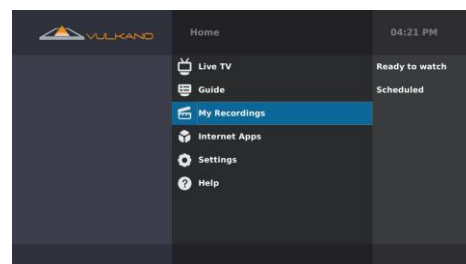 VULKANO
Home
04:21 PM
Live TV
Guide
My Recordings
Internet Apps
Settings
Help
Ready to watch
Scheduled